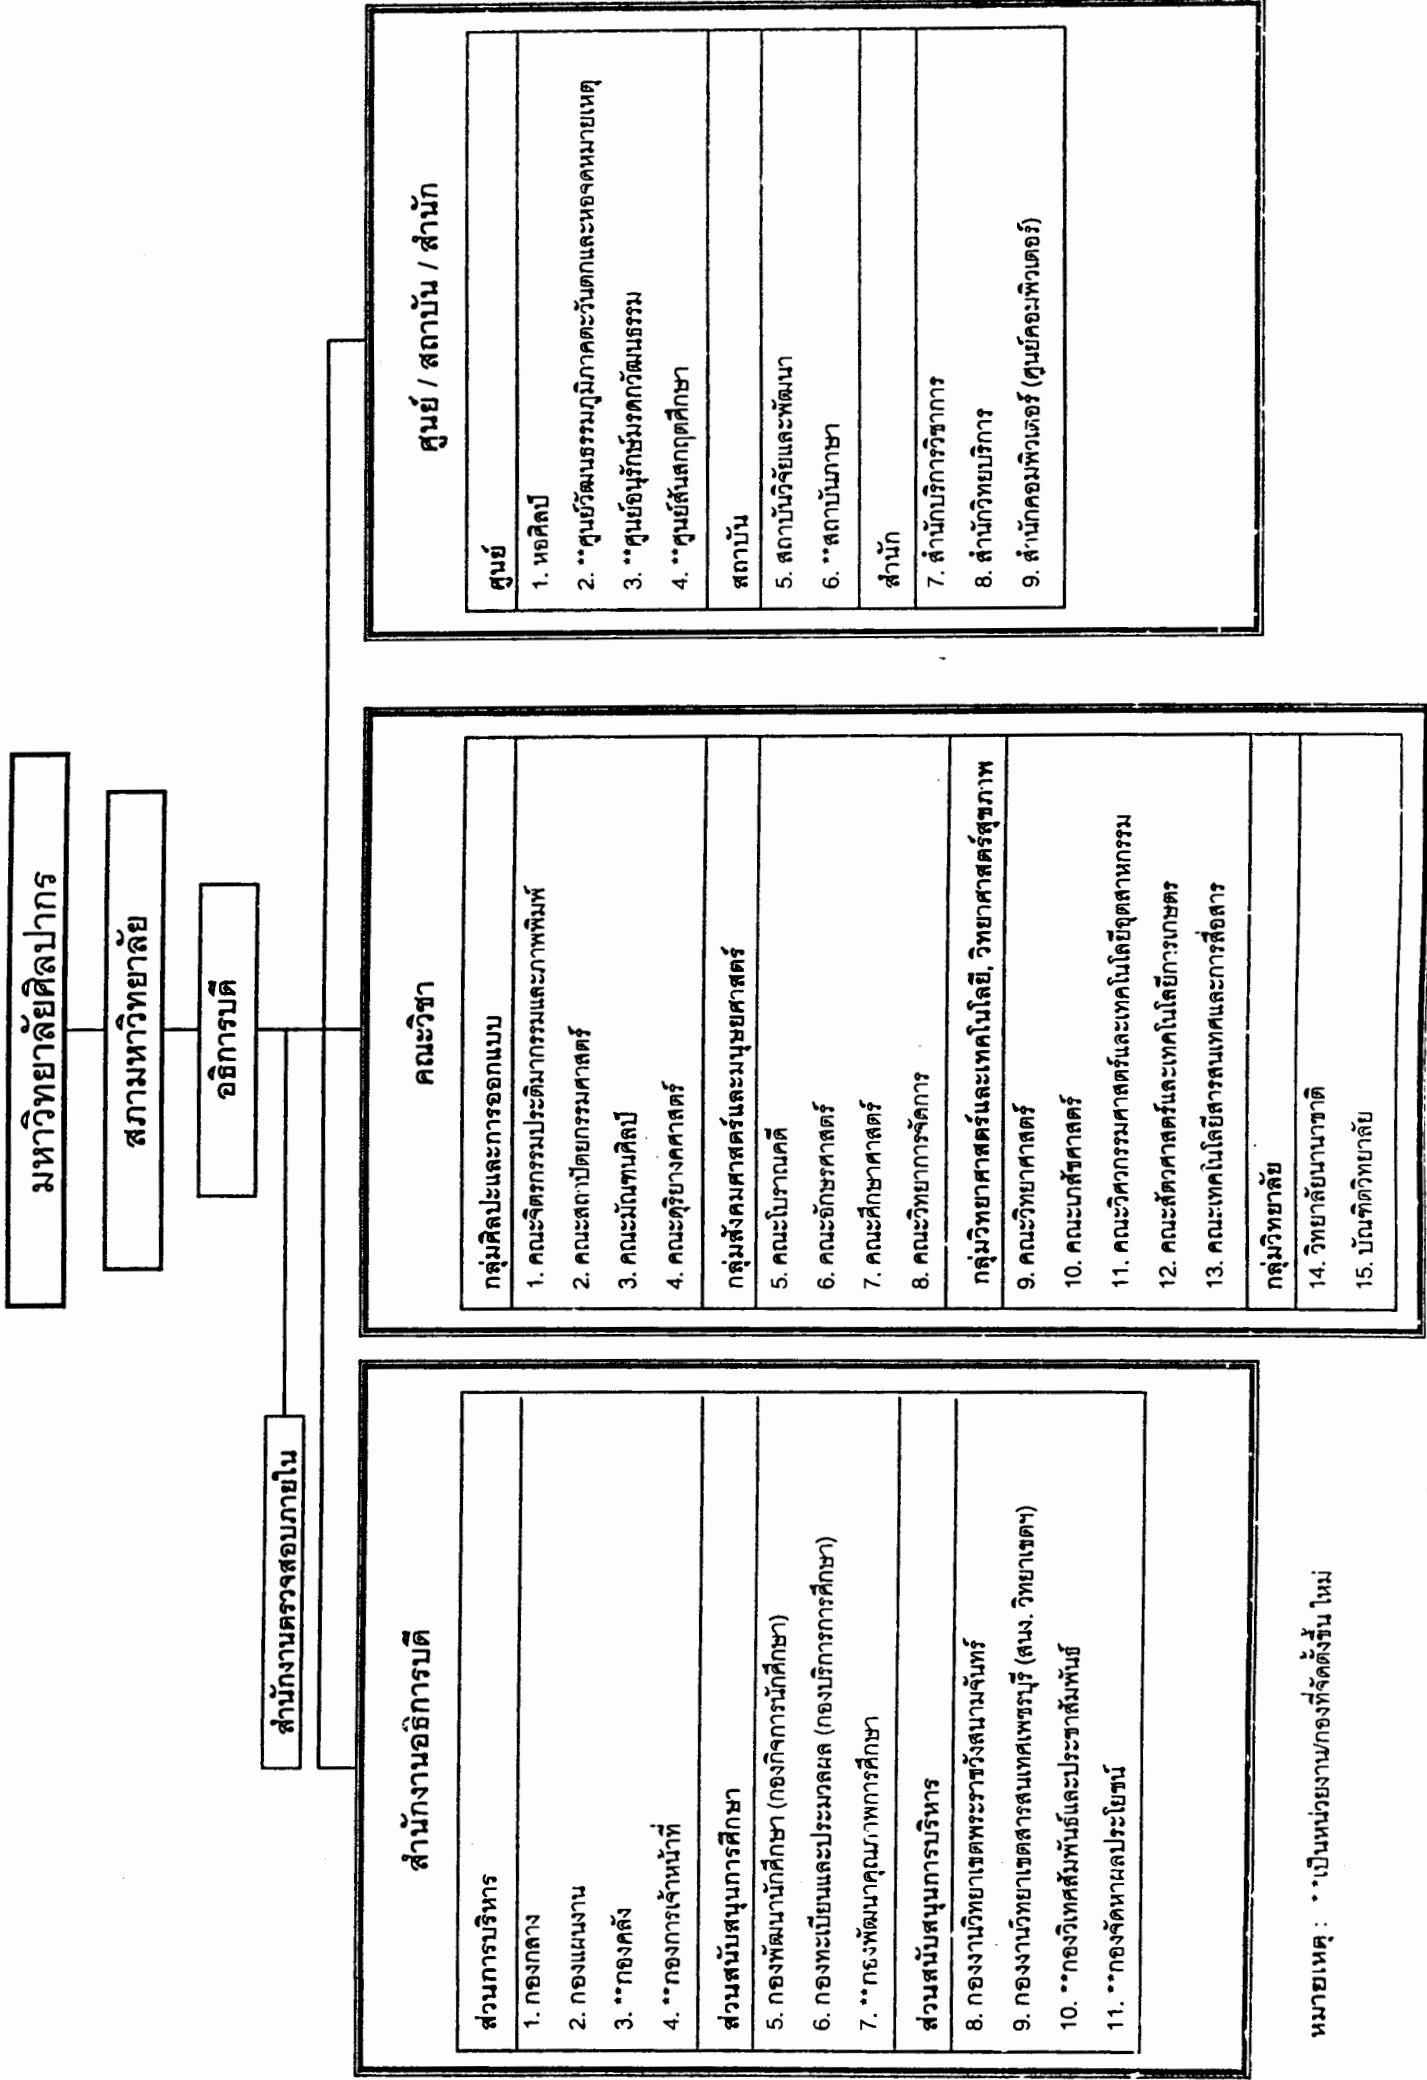 มหาวิทยาลัยศิลปากร
สภามหาวิทยาลัย
อธิการบดี
สำนักงานตรวจสอบภายใน
สำนักงานอธิการบดี
ส่วนการบริหาร
1. กองกลาง
2. กองแผนงาน
3. **กองคลัง
4. **กองการเจ้าหน้าที่
ส่วนสนับสนุนการศึกษา
5. กองพัฒนานักศึกษา (กองกิจการนักศึกษา)
6. กองทะเบียนและประมวลผล (กองบริการการศึกษา)
7. **กองพัฒนาคุณภาพการศึกษา
ส่วนสนับสนุนการบริหาร
8. กองงานวิทยาเขตพระราชวังสนามจันทร์
9. กองงานวิทยาเขตสารสนเทศเพชรบุรี (สนง. วิทยาเขตฯ)
10. **กองวิเทศสัมพันธ์และประชาสัมพันธ์
11. **กองจัดหาผลประโยชน์
คณะวิชา
กลุ่มศิลปะและการออกแบบ
1. คณะจิตรกรรมประติมากรรมและภาพพิมพ์
2. คณะสถาปัตยกรรมศาสตร์
3. คณะมัณฑนศิลป์
4. คณะดุริยางคศาสตร์
กลุ่มสังคมศาสตร์และมนุษยศาสตร์
5. คณะโบราณคดี
6. คณะอักษรศาสตร์
7. คณะศึกษาศาสตร์
8. คณะวิทยาการจัดการ
กลุ่มวิทยาศาสตร์และเทคโนโลยี, วิทยาศาสตร์สุขภาพ
9. คณะวิทยาศาสตร์
10. คณะเภสัชศาสตร์
11. คณะวิศวกรรมศาสตร์และเทคโนโลยีอุตสาหกรรม
12. คณะสัตวศาสตร์และเทคโนโลยีการเกษตร
13. คณะเทคโนโลยีสารสนเทศและการสื่อสาร
กลุ่มวิทยาลัย
14. วิทยาลัยนานาชาติ
15. บัณฑิตวิทยาลัย
ศูนย์ / สถาบัน / สำนัก
ศูนย์
1. หอศิลป์
2. **ศูนย์วัฒนธรรมภูมิภาคตะวันตกและหอจดหมายเหตุ
3. **ศูนย์อนุรักษ์มรดกวัฒนธรรม
4. **ศูนย์สันสกฤตศึกษา
สถาบัน
5. สถาบันวิจัยและพัฒนา
6. **สถาบันภาษา
สำนัก
7. สำนักบริการวิชาการ
8. สำนักวิทยบริการ
9. สำนักคอมพิวเตอร์ (ศูนย์คอมพิวเตอร์)
หมายเหตุ : **เป็นหน่วยงาน/กองที่จัดตั้งขึ้น ใหม่